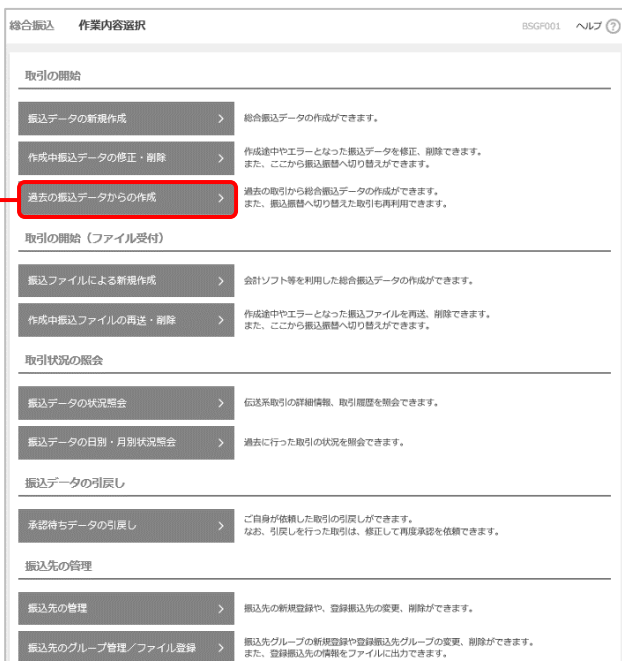 総合振込 作業内容選択 BSGF001 ヘルプ ?
取引の開始
振込データの新規作成 > 総合振込データの作成ができます。
作成中振込データの修正・削除 > 作成途中やエラーとなった振込データを修正、削除できます。
また、ここから振込振替へ切り替えができます。
過去の振込データからの作成 > 過去の取引から総合振込データの作成ができます。
また、振込振替へ切り替えた取引も再利用できます。
取引の開始（ファイル受付）
振込ファイルによる新規作成 > 会計ソフト等を利用した総合振込データの作成ができます。
作成中振込ファイルの再送・削除 > 作成途中やエラーとなった振込ファイルを再送、削除できます。
また、ここから振込振替へ切り替えができます。
取引状況の照会
振込データの状況照会 > 伝送系取引の詳細情報、取引履歴を照会できます。
振込データの日別・月別状況照会 > 過去に行った取引の状況を照会できます。
振込データの引戻し
承認待ちデータの引戻し > ご自身が依頼した取引の引戻しができます。
なお、引戻しを行った取引は、修正して再度承認を依頼できます。
振込先の管理
振込先の管理 > 振込先の新規登録や、登録振込先の変更、削除ができます。
振込先のグループ管理／ファイル登録 > 振込先グループの新規登録や登録振込先グループの変更、削除ができます。
また、登録振込先の情報をファイルに出力できます。